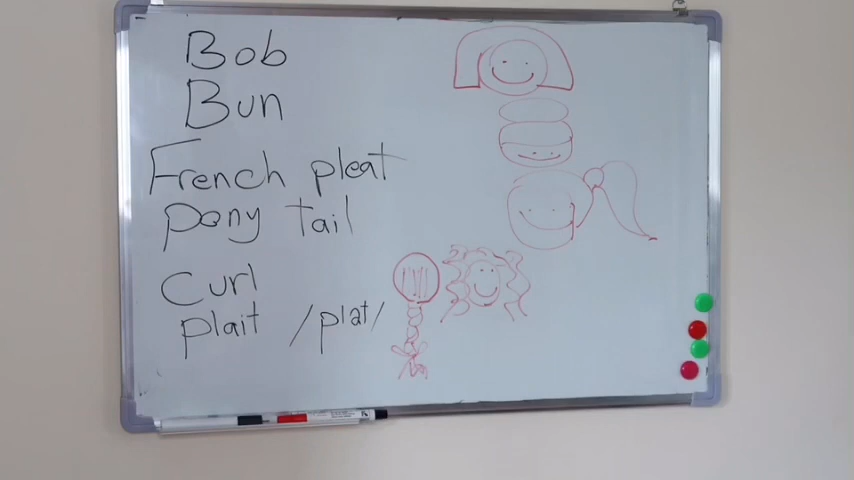 Bob
Bun
French pleat
Pony tail
Curl
plait /plat/